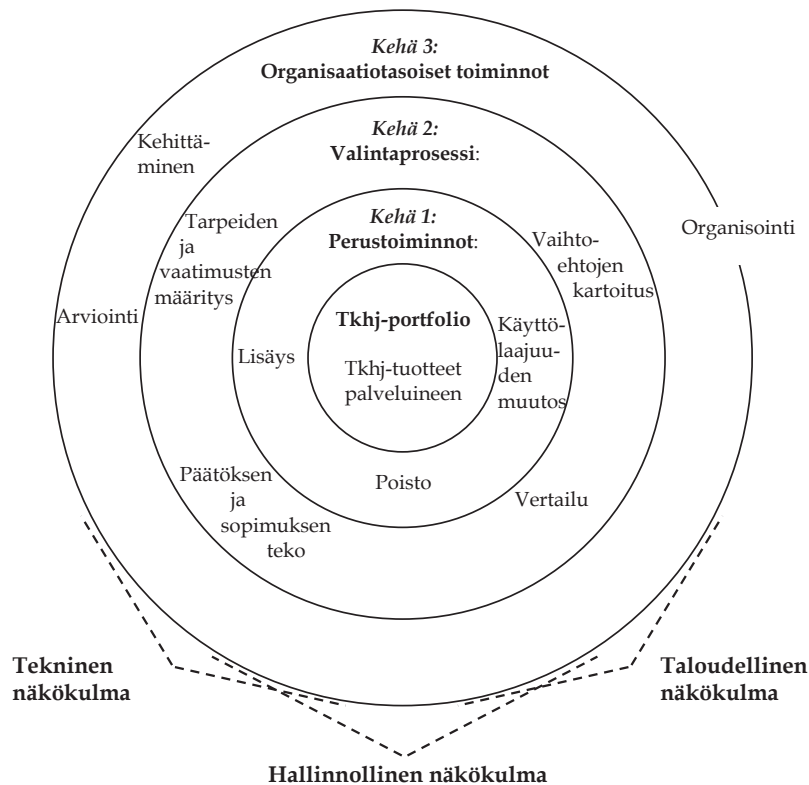 Kehä 3:
Organisaatiotasoiset toiminnot
Kehittä-
minen
Kehä 2:
Valintaprosessi:
Tarpeiden
ja
vaatimusten
määritys
Kehä 1:
Perustoiminnot:
Vaihto-
ehtojen
kartoitus
Organisointi
Arviointi
Lisäys
Tkhj-portfolio
Tkhj-tuotteet
palveluineen
Käyttö-
laajuu-
den
muutos
Päätöksen
ja
sopimuksen
teko
Poisto
Vertailu
Tekninen
näkökulma
Taloudellinen
näkökulma
Hallinnollinen näkökulma